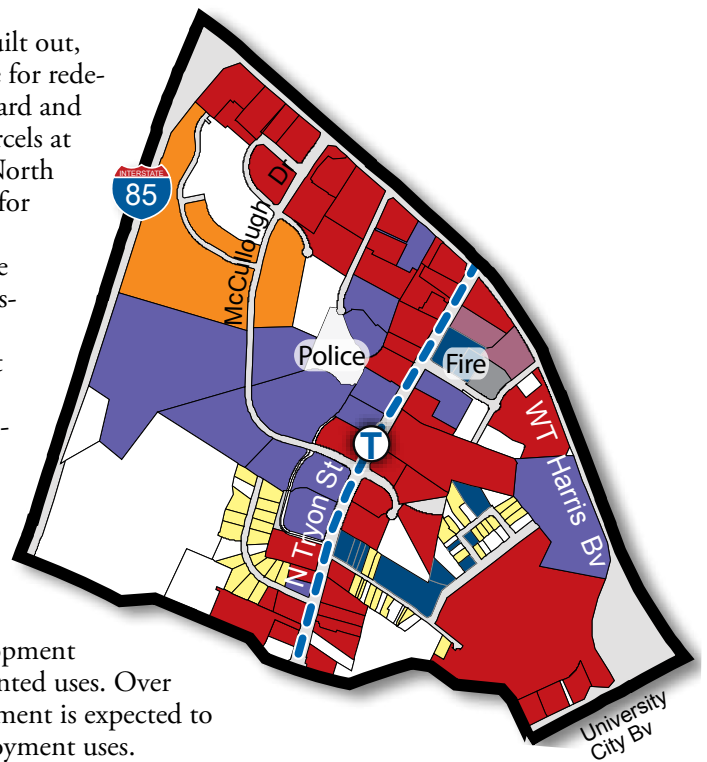 uilt out,
e for rede-
ard and
rcels at
North
for
e
s-
t
-
opment
nted uses. Over
ment is expected to
oyment uses.
INTERSTATE
85
McCullough Dr
Police
Fire
T
N Tryon St
WT Harris Bv
University
City Bv